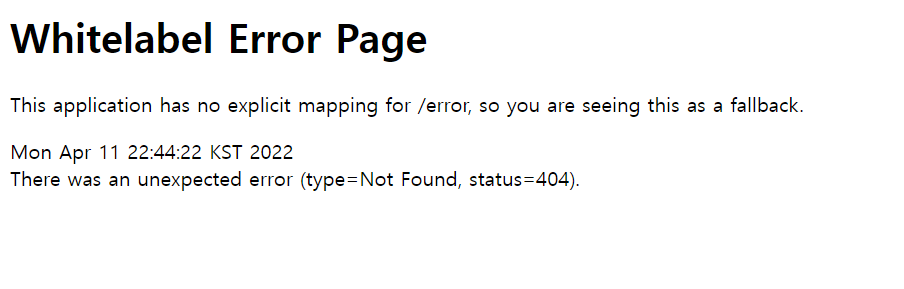 Whitelabel Error Page
This application has no explicit mapping for /error, so you are seeing this as a fallback.
Mon Apr 11 22:44:22 KST 2022
There was an unexpected error (type=Not Found, status=404).